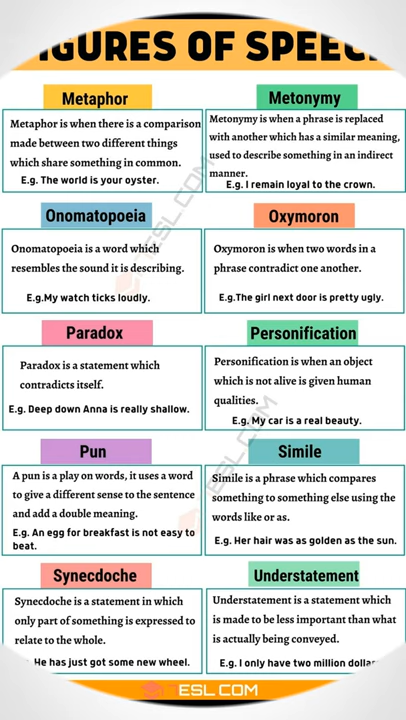 FIGURES OF SPEECH
Metaphor
Metaphor is when there is a comparison
made between two different things
which share something in common.
E.g. The world is your oyster.
Metonymy
Metonymy is when a phrase is replaced
with another which has a similar meaning,
used to describe something in an indirect
manner.
E.g. I remain loyal to the crown.
Onomatopoeia
Onomatopoeia is a word which
resembles the sound it is describing.
E.g.My watch ticks loudly.
Oxymoron
Oxymoron is when two words in a
phrase contradict one another.
E.g.The girl next door is pretty ugly.
Paradox
Paradox is a statement which
contradicts itself.
E.g. Deep down Anna is really shallow.
Personification
Personification is when an object
which is not alive is given human
qualities.
E.g. My car is a real beauty.
Pun
A pun is a play on words, it uses a word
to give a different sense to the sentence
and add a double meaning.
E.g. An egg for breakfast is not easy to
beat.
Simile
Simile is a phrase which compares
something to something else using the
words like or as.
E.g. Her hair was as golden as the sun.
Synecdoche
Synecdoche is a statement in which
only part of something is expressed to
relate to the whole.
He has just got some new wheel.
Understatement
Understatement is a statement which
is made to be less important than what
is actually being conveyed.
E.g. I only have two million dollar
7ESL.COM
7ESL.COM
7ESL.COM